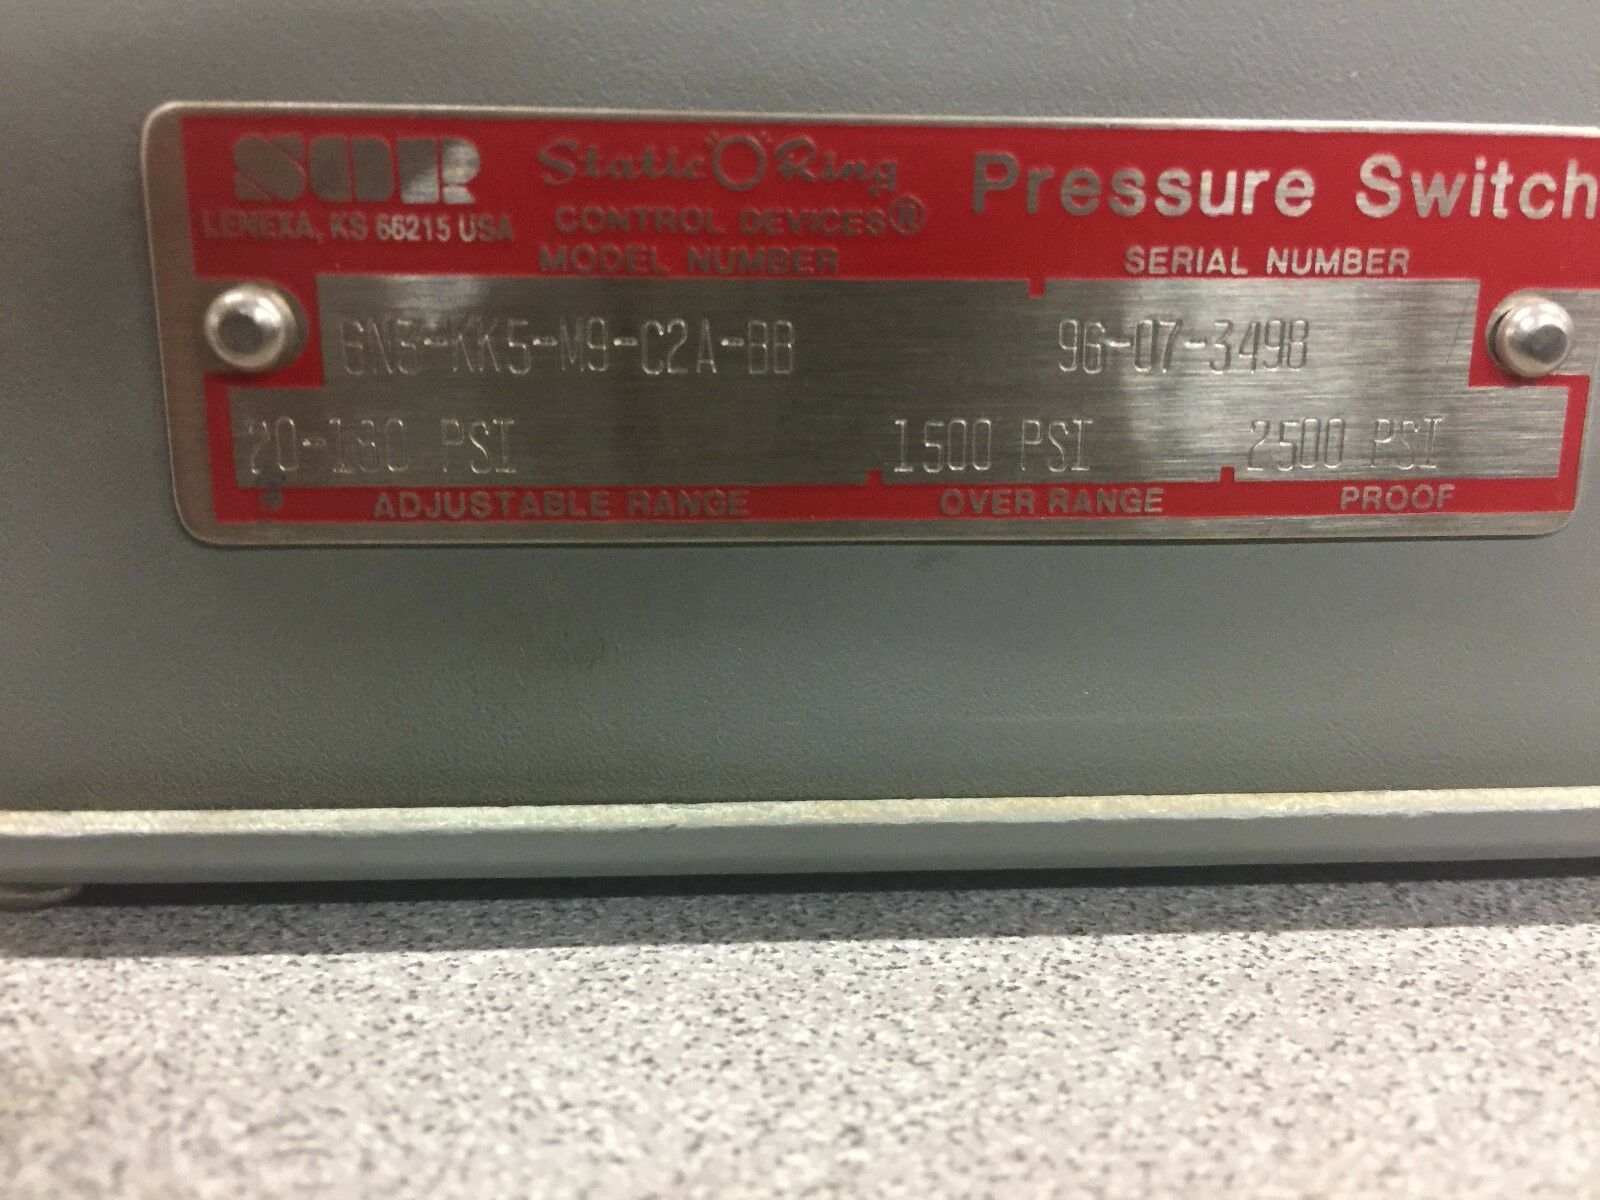 SOR Static "O" Ring Pressure Switch
LENEXA, KS 66215 USA CONTROL DEVICES®
MODEL NUMBER SERIAL NUMBER
6N3-KK5-M9-C2A-BB 96-07-3498
20-180 PSI 1500 PSI 2500 PSI
ADJUSTABLE RANGE OVER RANGE PROOF